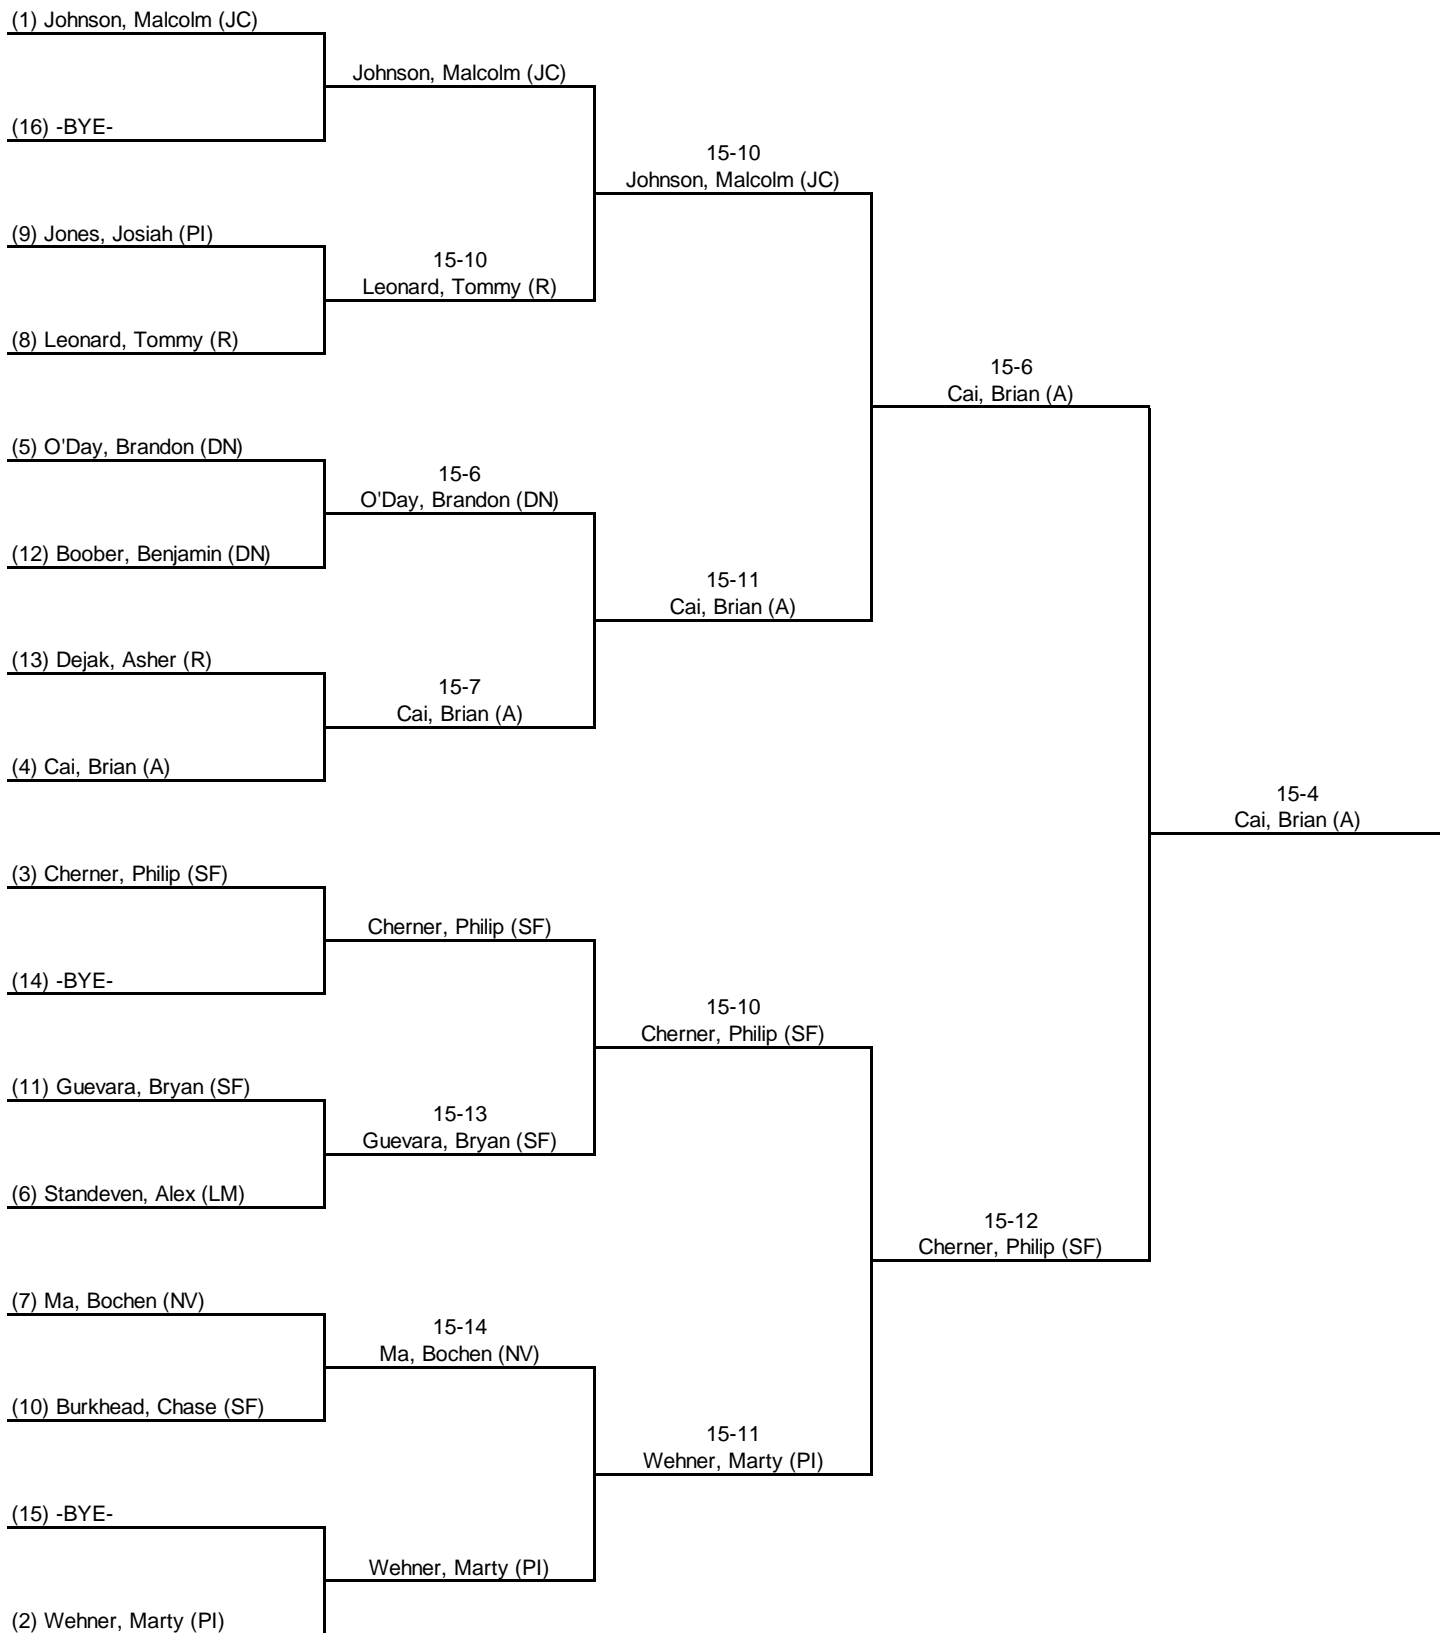 (1) Johnson, Malcolm (JC)
Johnson, Malcolm (JC)
(16) -BYE-
15-10
Johnson, Malcolm (JC)
(9) Jones, Josiah (PI)
15-10
Leonard, Tommy (R)
(8) Leonard, Tommy (R)
15-6
Cai, Brian (A)
(5) O'Day, Brandon (DN)
15-6
O'Day, Brandon (DN)
(12) Boober, Benjamin (DN)
15-11
Cai, Brian (A)
(13) Dejak, Asher (R)
15-7
Cai, Brian (A)
(4) Cai, Brian (A)
15-4
Cai, Brian (A)
(3) Cherner, Philip (SF)
Cherner, Philip (SF)
(14) -BYE-
15-10
Cherner, Philip (SF)
(11) Guevara, Bryan (SF)
15-13
Guevara, Bryan (SF)
(6) Standeven, Alex (LM)
15-12
Cherner, Philip (SF)
(7) Ma, Bochen (NV)
15-14
Ma, Bochen (NV)
(10) Burkhead, Chase (SF)
15-11
Wehner, Marty (PI)
(15) -BYE-
Wehner, Marty (PI)
(2) Wehner, Marty (PI)